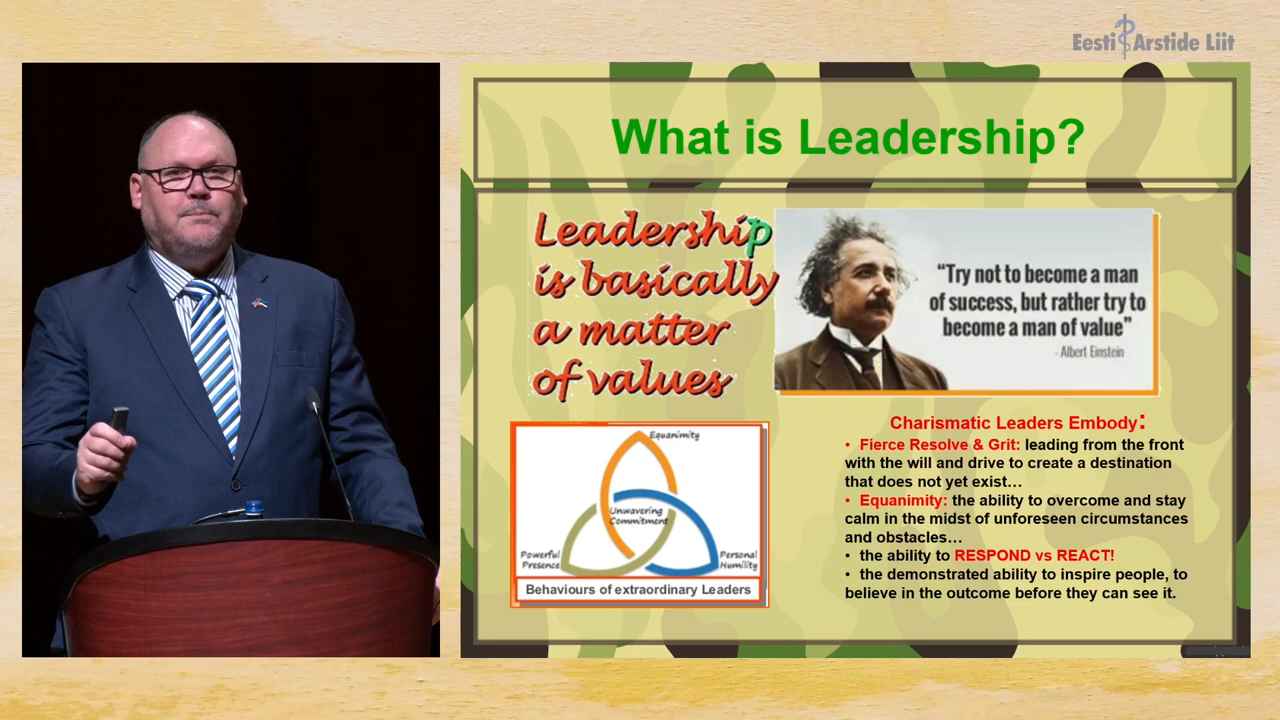 Eesti Arstide Liit
What is Leadership?
Leadership
is basically
a matter
of values
“Try not to become a man
of success, but rather try to
become a man of value”
- Albert Einstein
Equanimity
Unwavering
Commitment
Powerful
Presence
Personal
Humility
Behaviours of extraordinary Leaders
Charismatic Leaders Embody:
• Fierce Resolve & Grit: leading from the front
with the will and drive to create a destination
that does not yet exist…
• Equanimity: the ability to overcome and stay
calm in the midst of unforeseen circumstances
and obstacles…
• the ability to RESPOND vs REACT!
• the demonstrated ability to inspire people, to
believe in the outcome before they can see it.